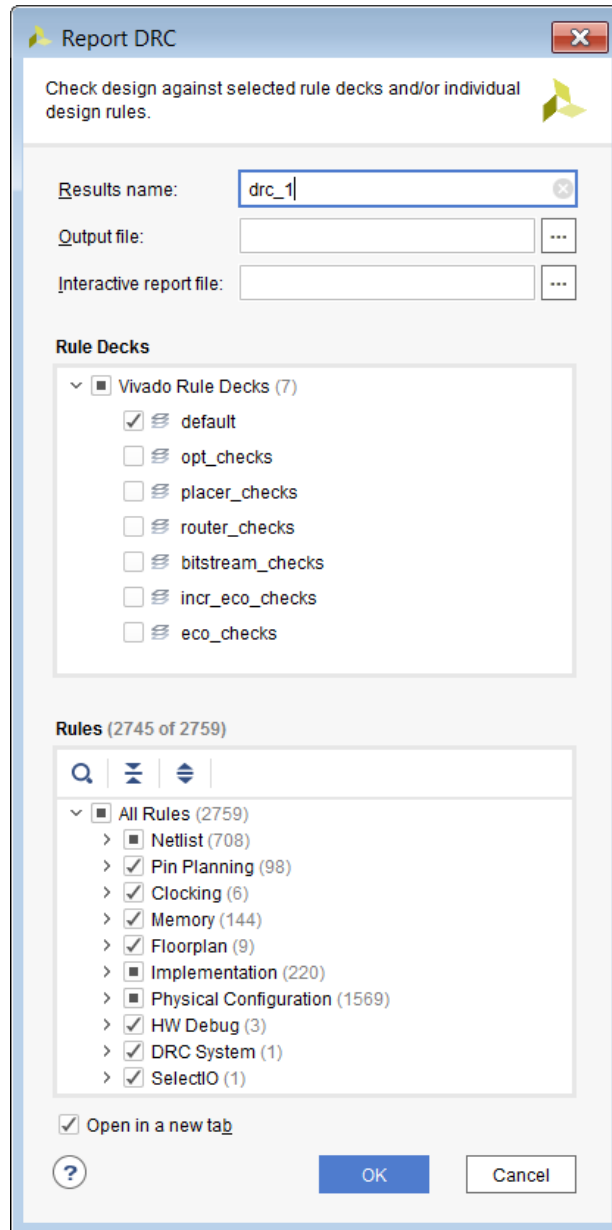 Report DRC
Check design against selected rule decks and/or individual
design rules.
Results name: drc_1
Output file: ...
Interactive report file: ...
Rule Decks
Vivado Rule Decks (7)
default
opt_checks
placer_checks
router_checks
bitstream_checks
incr_eco_checks
eco_checks
Rules (2745 of 2759)
All Rules (2759)
Netlist (708)
Pin Planning (98)
Clocking (6)
Memory (144)
Floorplan (9)
Implementation (220)
Physical Configuration (1569)
HW Debug (3)
DRC System (1)
SelectIO (1)
Open in a new tab
? OK Cancel